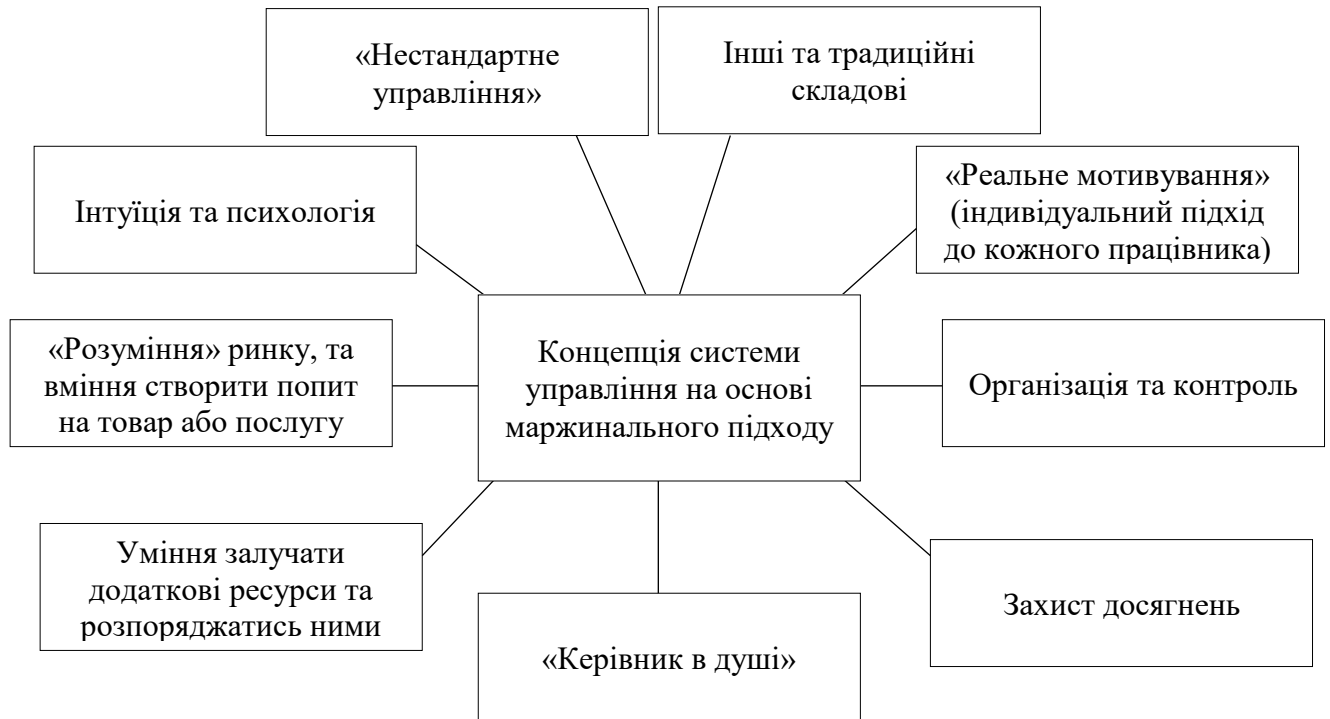 «Нестандартне
управління»
Інші та традиційні
складові
Інтуїція та психологія
«Реальне мотивування»
(індивідуальний підхід
до кожного працівника)
«Розуміння» ринку, та
вміння створити попит
на товар або послугу
Концепція системи
управління на основі
маржинального підходу
Організація та контроль
Уміння залучати
додаткові ресурси та
розпоряджатись ними
«Керівник в душі»
Захист досягнень